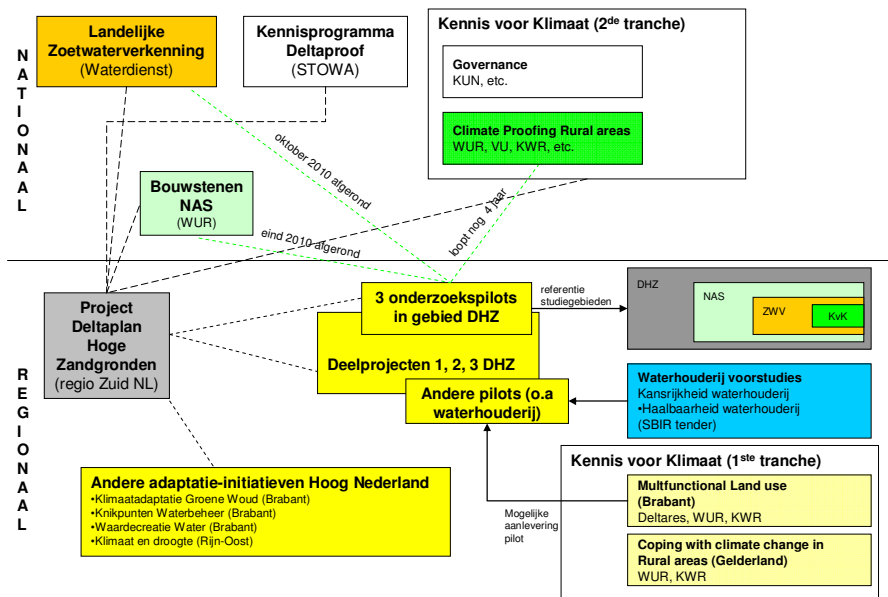 NATIONAAL
Landelijke
Zoetwaterverkenning
(Waterdienst)
Kennisprogramma
Deltaproof
(STOWA)
Kennis voor Klimaat (2de tranche)
Governance
KUN, etc.
Climate Proofing Rural areas
WUR, VU, KWR, etc.
Bouwstenen
NAS
(WUR)
oktober 2010 afgerond
eind 2010 afgerond
loopt nog 4 jaar
REGIONAAL
Project
Deltaplan
Hoge
Zandgronden
(regio Zuid NL)
3 onderzoekspilots
in gebied DHZ
Deelprojecten 1, 2, 3 DHZ
Andere pilots (o.a
waterhouderij)
referentie
studiegebieden
DHZ
NAS
ZWV
KvK
Waterhouderij voorstudies
Kansrijkheid waterhouderij
•Haalbaarheid waterhouderij
(SBIR tender)
Andere adaptatie-initiatieven Hoog Nederland
•Klimaatadaptatie Groene Woud (Brabant)
•Knikpunten Waterbeheer (Brabant)
•Waardecreatie Water (Brabant)
•Klimaat en droogte (Rijn-Oost)
Mogelijke
aanlevering
pilot
Kennis voor Klimaat (1ste tranche)
Multfunctional Land use
(Brabant)
Deltares, WUR, KWR
Coping with climate change in
Rural areas (Gelderland)
WUR, KWR